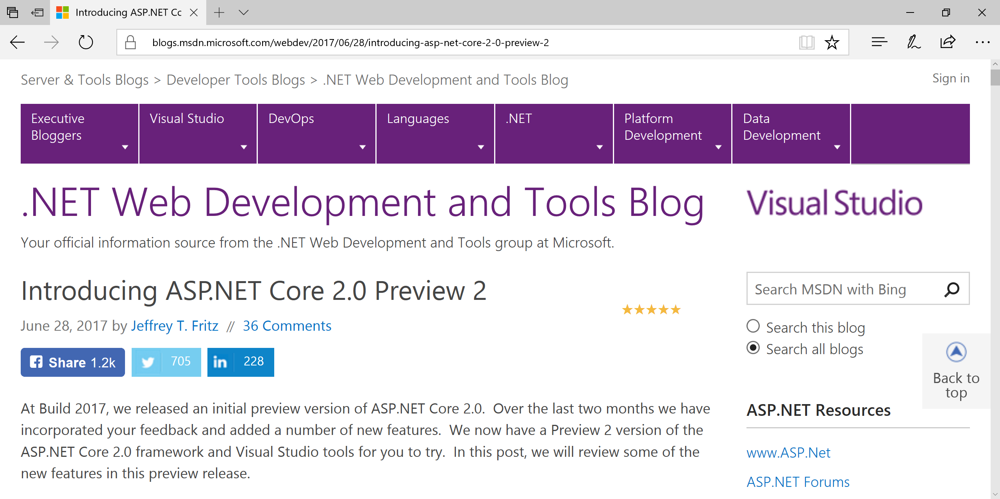 Introducing ASP.NET Cc
blogs.msdn.microsoft.com/webdev/2017/06/28/introducing-asp-net-core-2-0-preview-2
Server & Tools Blogs > Developer Tools Blogs > .NET Web Development and Tools Blog
Sign in
Executive Bloggers
Visual Studio
DevOps
Languages
.NET
Platform Development
Data Development
.NET Web Development and Tools Blog
Visual Studio
Your official information source from the .NET Web Development and Tools group at Microsoft.
Introducing ASP.NET Core 2.0 Preview 2
June 28, 2017 by Jeffrey T. Fritz // 36 Comments
Share 1.2k
705
in 228
At Build 2017, we released an initial preview version of ASP.NET Core 2.0.  Over the last two months we have
incorporated your feedback and added a number of new features.  We now have a Preview 2 version of the
ASP.NET Core 2.0 framework and Visual Studio tools for you to try.  In this post, we will review some of the
new features in this preview release.
Search MSDN with Bing
Search this blog
Search all blogs
Back to
top
ASP.NET Resources
www.ASP.Net
ASP.NET Forums